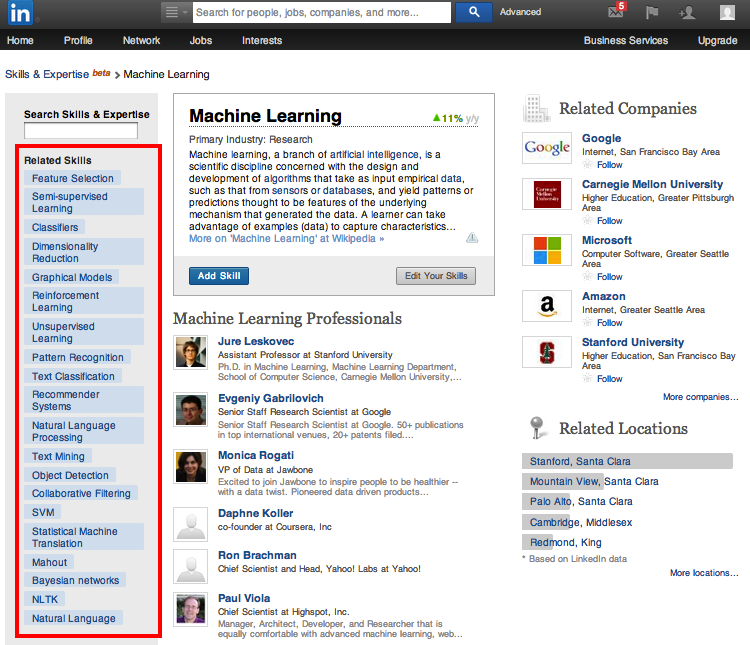 in
Search for people, jobs, companies, and more...
Advanced
5
Home Profile Network Jobs Interests Business Services Upgrade
Skills & Expertise beta > Machine Learning
Search Skills & Expertise
Related Skills
Feature Selection
Semi-supervised
Learning
Classifiers
Dimensionality
Reduction
Graphical Models
Reinforcement
Learning
Unsupervised
Learning
Pattern Recognition
Text Classification
Recommender
Systems
Natural Language
Processing
Text Mining
Object Detection
Collaborative Filtering
SVM
Statistical Machine
Translation
Mahout
Bayesian networks
NLTK
Natural Language
Machine Learning
11% y/y
Primary Industry: Research
Machine learning, a branch of artificial intelligence, is a
scientific discipline concerned with the design and
development of algorithms that take as input empirical data,
such as that from sensors or databases, and yield patterns or
predictions thought to be features of the underlying
mechanism that generated the data. A learner can take
advantage of examples (data) to capture characteristics...
More on 'Machine Learning' at Wikipedia »
Add Skill
Edit Your Skills
Machine Learning Professionals
Jure Leskovec
Assistant Professor at Stanford University
Ph.D. in Machine Learning, Machine Learning Department,
School of Computer Science, Carnegie Mellon University,...
Evgeniy Gabrilovich
Senior Staff Research Scientist at Google
Senior Staff Research Scientist at Google. 50+ publications
in top international venues, 20+ patents filed....
Monica Rogati
VP of Data at Jawbone
Excited to join Jawbone to inspire people to be healthier --
with a data twist. Pioneered data driven products...
Daphne Koller
co-founder at Coursera, Inc
Ron Brachman
Chief Scientist and Head, Yahoo! Labs at Yahoo!
Paul Viola
Chief Scientist at Highspot, Inc.
Manager, Architect, Developer, and Researcher that is
equally comfortable with advanced machine learning, web...
Related Companies
Google
Google
Internet, San Francisco Bay Area
Follow
Carnegie
Mellon
University
Carnegie Mellon University
Higher Education, Greater Pittsburgh
Area
Follow
Microsoft
Computer Software, Greater Seattle
Area
Follow
a
Amazon
Internet, Greater Seattle Area
Follow
S
Stanford University
Higher Education, San Francisco Bay
Area
Follow
More companies...
Related Locations
Stanford, Santa Clara
Mountain View, Santa Clara
Palo Alto, Santa Clara
Cambridge, Middlesex
Redmond, King
* Based on LinkedIn data
More locations...